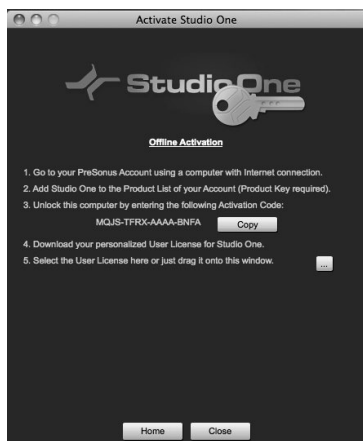 Activate Studio One
Studio One
Offline Activation
1. Go to your PreSonus Account using a computer with Internet connection.
2. Add Studio One to the Product List of your Account (Product Key required).
3. Unlock this computer by entering the following Activation Code:
MQJS-TFRX-AAAA-BNFA Copy
4. Download your personalized User License for Studio One.
5. Select the User License here or just drag it onto this window. ...
Home Close